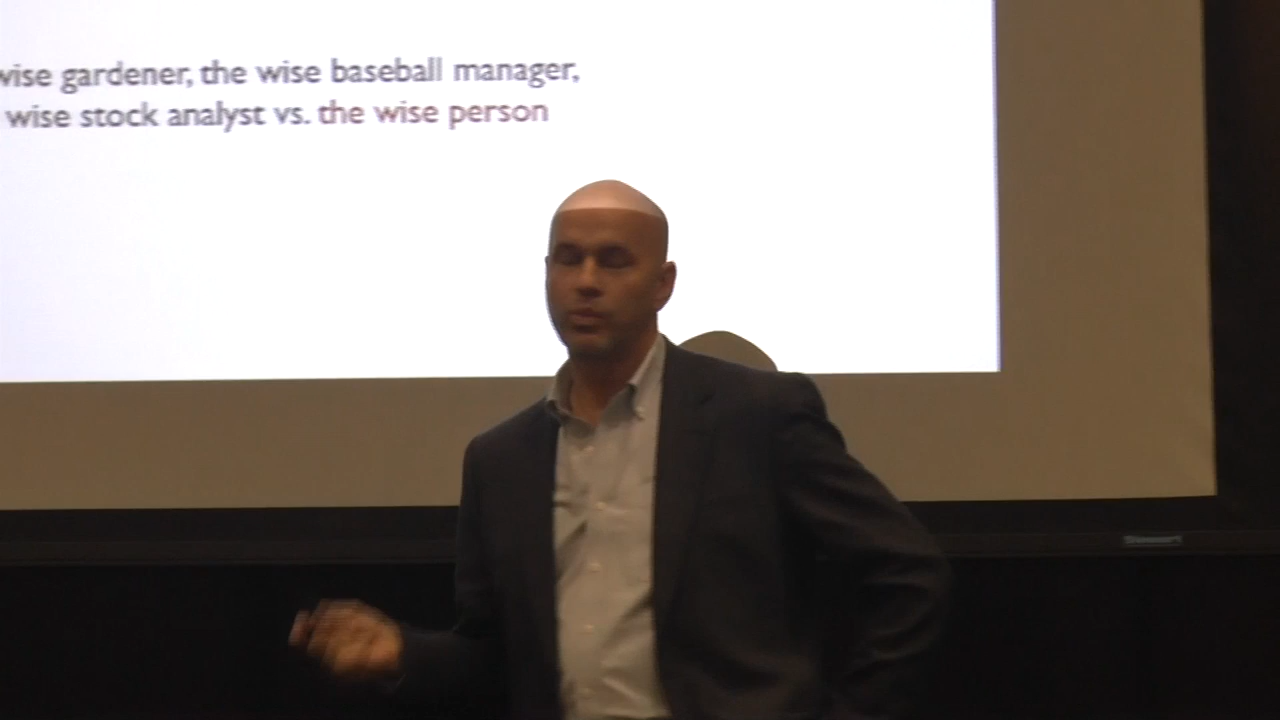 wise gardener, the wise baseball manager,
wise stock analyst vs. the wise person